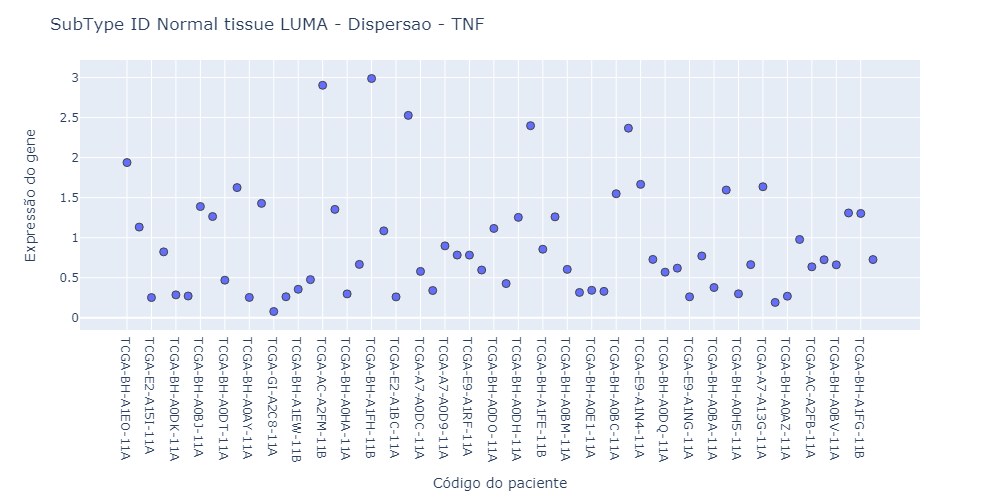 SubType ID Normal tissue LUMA - Dispersao - TNF
Expressão do gene
3
2.5
2
1.5
1
0.5
0
TCGA-BH-A1EO-11A
TCGA-E2-A15I-11A
TCGA-BH-A0DK-11A
TCGA-BH-A0BJ-11A
TCGA-BH-A0DT-11A
TCGA-BH-A0AY-11A
TCGA-GI-A2C8-11A
TCGA-BH-A1EW-11B
TCGA-AC-A2FM-11B
TCGA-BH-A0HA-11A
TCGA-BH-A1FH-11B
TCGA-E2-A1BC-11A
TCGA-A7-A0DC-11A
TCGA-A7-A0D9-11A
TCGA-E9-A1RF-11A
TCGA-BH-A0DO-11A
TCGA-BH-A0DH-11A
TCGA-BH-A1FE-11B
TCGA-BH-A0BM-11A
TCGA-BH-A0E1-11A
TCGA-BH-A0BC-11A
TCGA-E9-A1N4-11A
TCGA-BH-A0DQ-11A
TCGA-E9-A1NG-11A
TCGA-BH-A0BA-11A
TCGA-BH-A0H5-11A
TCGA-A7-A13G-11A
TCGA-BH-A0AZ-11A
TCGA-AC-A2FB-11A
TCGA-BH-A0BV-11A
TCGA-BH-A1FG-11B
Código do paciente